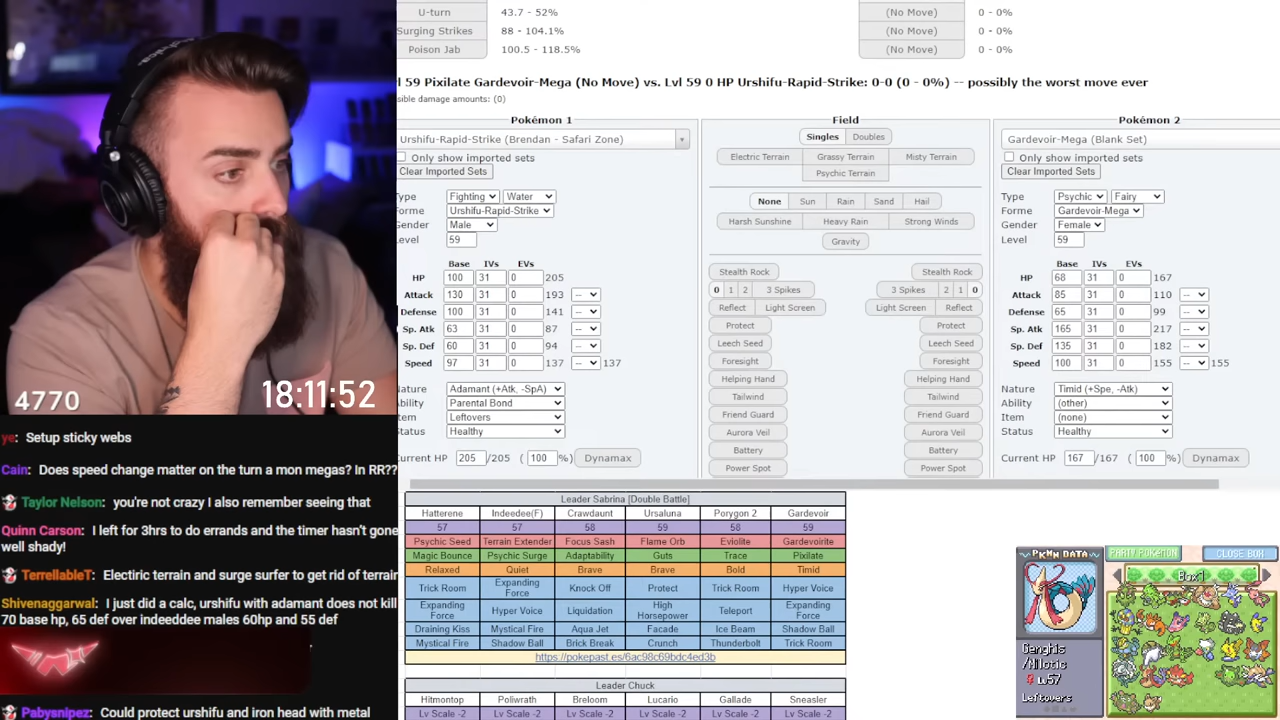 U-turn 43.7 - 52% (No Move) 0 - 0%
Surging Strikes 88 - 104.1% (No Move) 0 - 0%
Poison Jab 100.5 - 118.5% (No Move) 0 - 0%
l 59 Pixilate Gardevoir-Mega (No Move) vs. Lvl 59 0 HP Urshifu-Rapid-Strike: 0-0 (0 - 0%) -- possibly the worst move ever
sible damage amounts: (0)
Pokémon 1
Urshifu-Rapid-Strike (Brendan - Safari Zone)
Only show imported sets
Clear Imported Sets
Type Fighting Water
Forme Urshifu-Rapid-Strike
Gender Male
Level 59
Base IVs EVs
HP 100 31 0 205
Attack 130 31 0 193 --
Defense 100 31 0 141 --
Sp. Atk 63 31 0 87 --
Sp. Def 60 31 0 94 --
Speed 97 31 0 137 -- 137
Nature Adamant (+Atk, -SpA)
Ability Parental Bond
Item Leftovers
Status Healthy
Current HP 205 /205 ( 100 %) Dynamax
Field
Singles Doubles
Electric Terrain Grassy Terrain Misty Terrain
Psychic Terrain
None Sun Rain Sand Hail
Harsh Sunshine Heavy Rain Strong Winds
Gravity
Stealth Rock Stealth Rock
0 1 2 3 Spikes 3 Spikes 2 1 0
Reflect Light Screen Light Screen Reflect
Protect Protect
Leech Seed Leech Seed
Foresight Foresight
Helping Hand Helping Hand
Tailwind Tailwind
Friend Guard Friend Guard
Aurora Veil Aurora Veil
Battery Battery
Power Spot Power Spot
Pokémon 2
Gardevoir-Mega (Blank Set)
Only show imported sets
Clear Imported Sets
Type Psychic Fairy
Forme Gardevoir-Mega
Gender Female
Level 59
Base IVs EVs
HP 68 31 0 167
Attack 85 31 0 110 --
Defense 65 31 0 99 --
Sp. Atk 165 31 0 217 --
Sp. Def 135 31 0 182 --
Speed 100 31 0 155 -- 155
Nature Timid (+Spe, -Atk)
Ability (other)
Item (none)
Status Healthy
Current HP 167 /167 ( 100 %) Dynamax
4770
18:11:52
ye: Setup sticky webs
Cain: Does speed change matter on the turn a mon megas? In RR??
Taylor Nelson: you're not crazy I also remember seeing that
Quinn Carson: I left for 3hrs to do errands and the timer hasn't gone
well shady!
TerrellableT: Electric terrain and surge surfer to get rid of terrain
Shivenaggarwal: I just did a calc, urshifu with adamant does not kill
70 base hp, 65 def over indeeddee males 60hp and 55 def
Pabysnipez: Could protect urshifu and iron head with metal
Leader Sabrina [Double Battle]
Hatterene Indeedee(F) Crawdaunt Ursaluna Porygon 2 Gardevoir
57 57 58 59 58 59
Psychic Seed Terrain Extender Focus Sash Flame Orb Eviolite Gardevoirite
Magic Bounce Psychic Surge Adaptability Guts Trace Pixilate
Relaxed Quiet Brave Brave Bold Timid
Trick Room Expanding Force Knock Off Protect Trick Room Hyper Voice
Expanding Force Hyper Voice Liquidation High Horsepower Teleport Expanding Force
Draining Kiss Mystical Fire Aqua Jet Facade Ice Beam Shadow Ball
Mystical Fire Shadow Ball Brick Break Crunch Thunderbolt Trick Room
https://pokepast.es/6ac98c69bdc4ed3b
Leader Chuck
Hitmontop Poliwrath Breloom Lucario Gallade Sneasler
Lv Scale -2 Lv Scale -2 Lv Scale -2 Lv Scale -2 Lv Scale -2 Lv Scale -2
PKMN DATA
PARTY POKéMON
CLOSE BOX
Box1
Genghis
/Milotic
Lv57
Leftovers